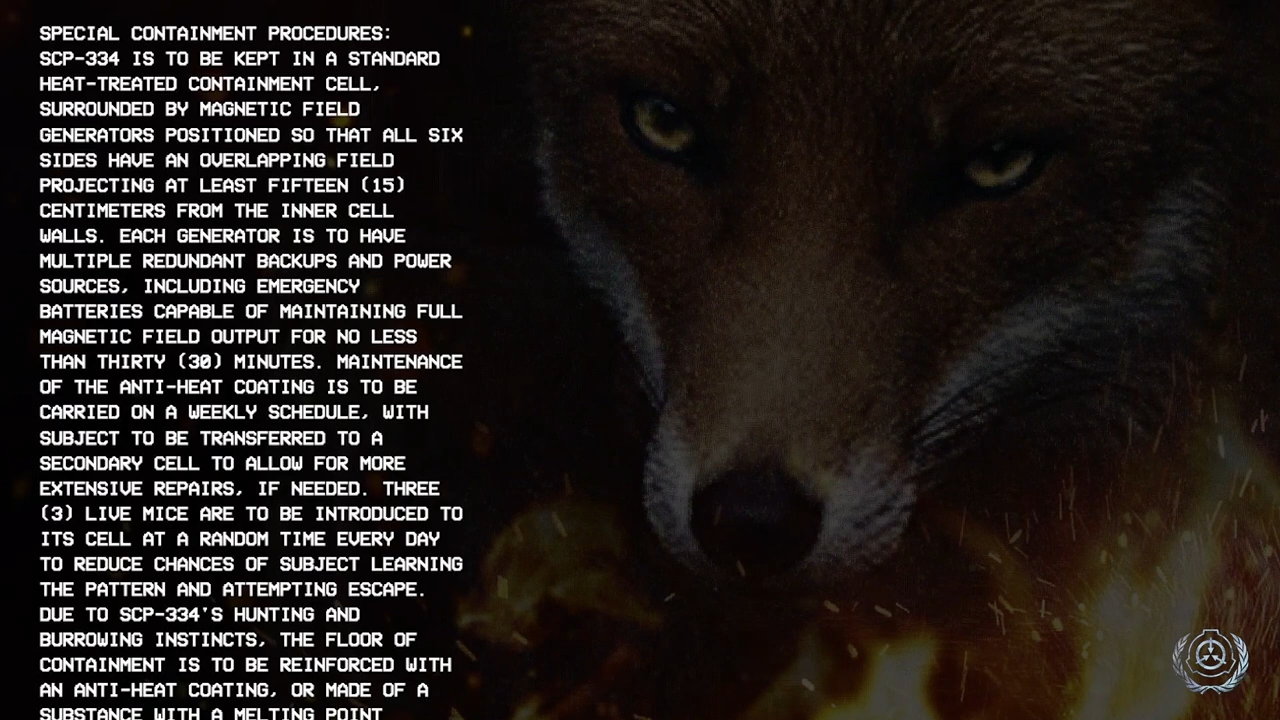 SPECIAL CONTAINMENT PROCEDURES:
SCP-334 IS TO BE KEPT IN A STANDARD
HEAT-TREATED CONTAINMENT CELL,
SURROUNDED BY MAGNETIC FIELD
GENERATORS POSITIONED SO THAT ALL SIX
SIDES HAVE AN OVERLAPPING FIELD
PROJECTING AT LEAST FIFTEEN (15)
CENTIMETERS FROM THE INNER CELL
WALLS. EACH GENERATOR IS TO HAVE
MULTIPLE REDUNDANT BACKUPS AND POWER
SOURCES, INCLUDING EMERGENCY
BATTERIES CAPABLE OF MAINTAINING FULL
MAGNETIC FIELD OUTPUT FOR NO LESS
THAN THIRTY (30) MINUTES. MAINTENANCE
OF THE ANTI-HEAT COATING IS TO BE
CARRIED ON A WEEKLY SCHEDULE, WITH
SUBJECT TO BE TRANSFERRED TO A
SECONDARY CELL TO ALLOW FOR MORE
EXTENSIVE REPAIRS, IF NEEDED. THREE
(3) LIVE MICE ARE TO BE INTRODUCED TO
ITS CELL AT A RANDOM TIME EVERY DAY
TO REDUCE CHANCES OF SUBJECT LEARNING
THE PATTERN AND ATTEMPTING ESCAPE.
DUE TO SCP-334'S HUNTING AND
BURROWING INSTINCTS, THE FLOOR OF
CONTAINMENT IS TO BE REINFORCED WITH
AN ANTI-HEAT COATING, OR MADE OF A
SUBSTANCE WITH A MELTING POINT